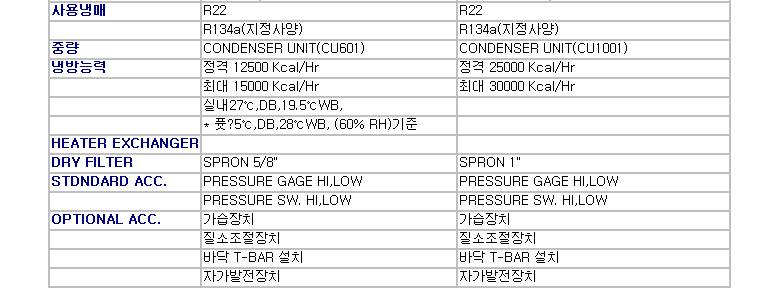 사용냉매 R22 R22
R134a(지정사양) R134a(지정사양)
중량 CONDENSER UNIT(CU601) CONDENSER UNIT(CU1001)
냉방능력 정격 12500 Kcal/Hr 정격 25000 Kcal/Hr
최대 15000 Kcal/Hr 최대 30000 Kcal/Hr
실내27℃,DB,19.5℃WB,
* 푯?5℃,DB,28℃WB, (60% RH)기준
HEATER EXCHANGER
DRY FILTER SPRON 5/8" SPRON 1"
STDNDARD ACC. PRESSURE GAGE HI,LOW PRESSURE GAGE HI,LOW
PRESSURE SW. HI,LOW PRESSURE SW. HI,LOW
OPTIONAL ACC. 가습장치 가습장치
질소조절장치 질소조절장치
바닥 T-BAR 설치 바닥 T-BAR 설치
자가발전장치 자가발전장치